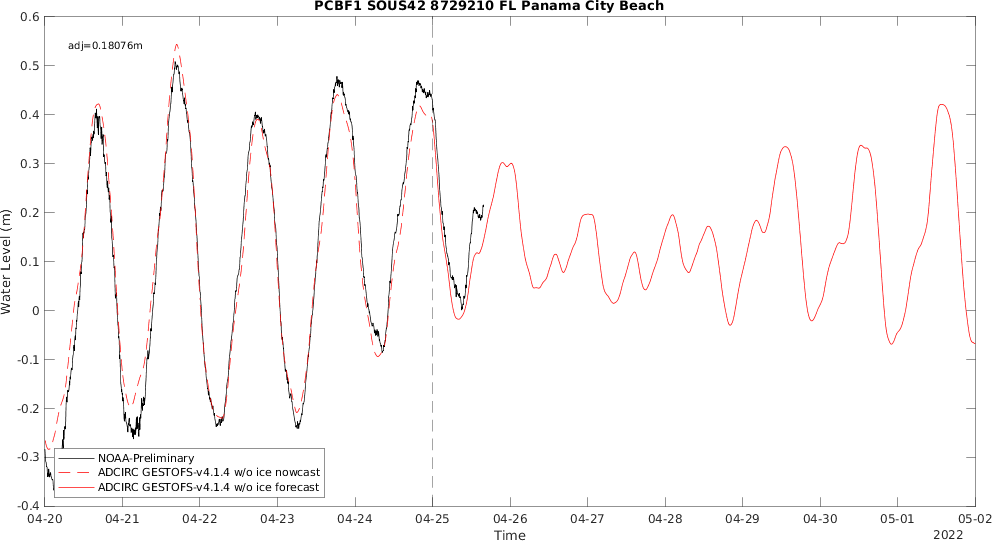 PCBF1 SOUS42 8729210 FL Panama City Beach
adj=0.18076m
0.6
0.5
0.4
0.3
0.2
0.1
0
-0.1
-0.2
-0.3
-0.4
Water Level (m)
NOAA-Preliminary
ADCIRC GESTOFS-v4.1.4 w/o ice nowcast
ADCIRC GESTOFS-v4.1.4 w/o ice forecast
04-20 04-21 04-22 04-23 04-24 04-25 04-26 04-27 04-28 04-29 04-30 05-01 05-02
Time
2022